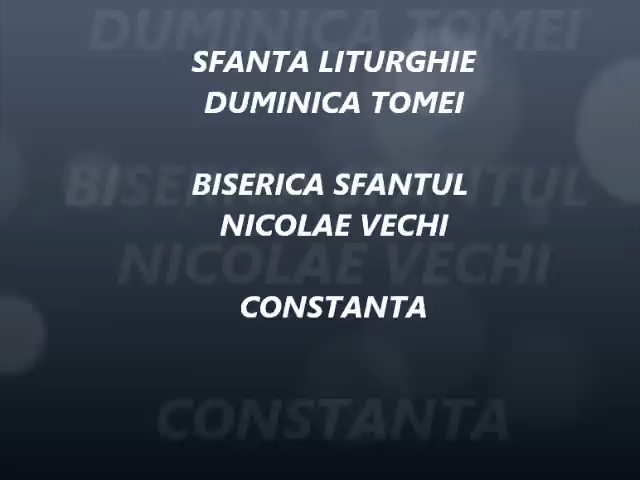 SFANTA LITURGHIE
DUMINICA TOMEI
BISERICA SFANTUL
NICOLAE VECHI
CONSTANTA